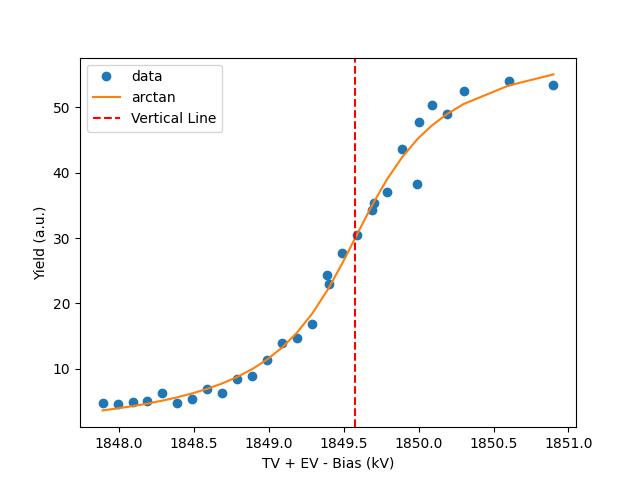 data
arctan
Vertical Line
50
40
30
20
10
Yield (a.u.)
1848.0 1848.5 1849.0 1849.5 1850.0 1850.5 1851.0
TV + EV - Bias (kV)